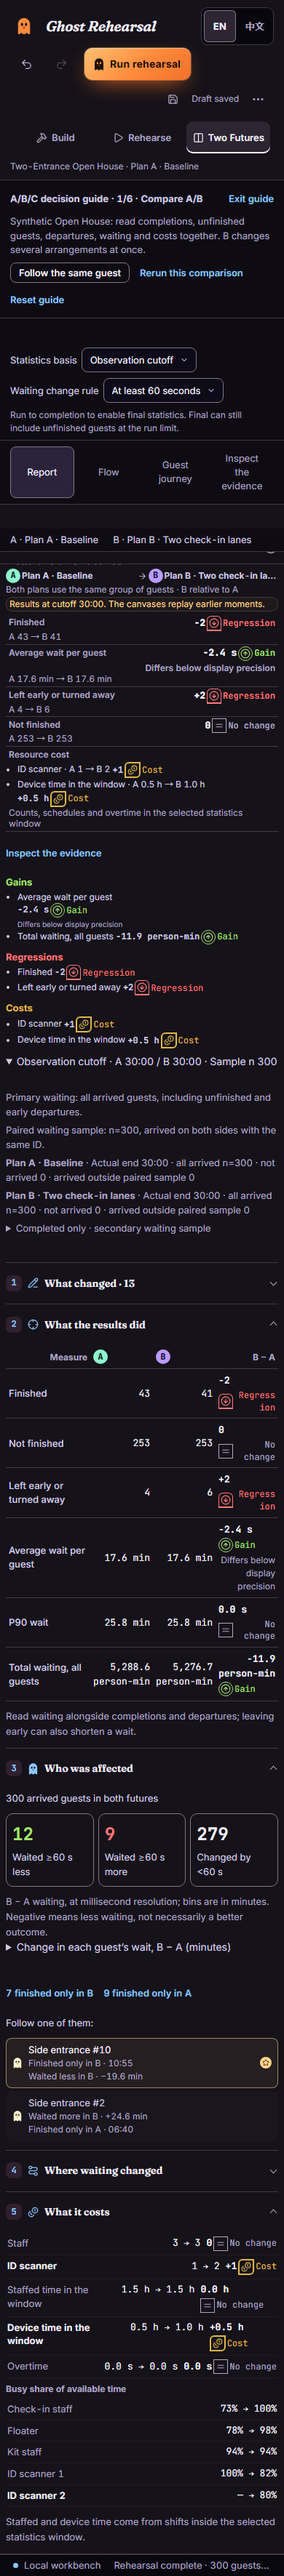 Ghost Rehearsal
EN
中文
Run rehearsal
Draft saved
Build
Rehearse
Two Futures
Two-Entrance Open House · Plan A · Baseline
A/B/C decision guide · 1/6 · Compare A/B
Exit guide
Synthetic Open House: read completions, unfinished
guests, departures, waiting and costs together. B changes
several arrangements at once.
Follow the same guest
Rerun this comparison
Reset guide
Statistics basis
Observation cutoff
Waiting change rule
At least 60 seconds
Run to completion to enable final statistics. Final can still
include unfinished guests at the run limit.
Report
Flow
Guest
journey
Inspect
the
evidence
A · Plan A · Baseline
B · Plan B · Two check-in lanes
A Plan A · Baseline
→ B Plan B · Two check-in la...
Both plans use the same group of guests · B relative to A
Results at cutoff 30:00. The canvases replay earlier moments.
Finished
-2 Regression
A 43 → B 41
Average wait per guest
-2.4 s Gain
Differs below display precision
A 17.6 min → B 17.6 min
Left early or turned away
+2 Regression
A 4 → B 6
Not finished
0 = No change
A 253 → B 253
Resource cost
• ID scanner · A 1 → B 2 +1 Cost
• Device time in the window · A 0.5 h → B 1.0 h
+0.5 h Cost
Counts, schedules and overtime in the selected statistics
window
Inspect the evidence
Gains
• Average wait per guest
-2.4 s Gain
Differs below display precision
• Total waiting, all guests -11.9 person-min Gain
Regressions
• Finished -2 Regression
• Left early or turned away +2 Regression
Costs
• ID scanner +1 Cost
• Device time in the window +0.5 h Cost
▼ Observation cutoff · A 30:00 / B 30:00 · Sample n 300
Primary waiting: all arrived guests, including unfinished and
early departures.
Paired waiting sample: n=300, arrived on both sides with the
same ID.
Plan A · Baseline · Actual end 30:00 · all arrived n=300 · not
arrived 0 · arrived outside paired sample 0
Plan B · Two check-in lanes · Actual end 30:00 · all arrived
n=300 · not arrived 0 · arrived outside paired sample 0
▶ Completed only · secondary waiting sample
1 What changed · 13
2 What the results did
Measure A B B − A
Finished 43 41 -2
Regress
ion
Not finished 253 253 0
= No
change
Left early or
turned away
4 6 +2
Regress
ion
Average wait per
guest
17.6 min 17.6 min -2.4 s
Gain
Differs below
display
precision
P90 wait 25.8 min 25.8 min 0.0 s
= No
change
Total waiting, all
guests
5,288.6
person-min
5,276.7
person-min
-11.9
person-min
Gain
Read waiting alongside completions and departures; leaving
early can also shorten a wait.
3 Who was affected
300 arrived guests in both futures
12
Waited ≥60 s
less
9
Waited ≥60 s
more
279
Changed by
<60 s
B − A waiting, at millisecond resolution; bins are in minutes.
Negative means less waiting, not necessarily a better
outcome.
▶ Change in each guest's wait, B − A (minutes)
7 finished only in B
9 finished only in A
Follow one of them:
Side entrance #10
Finished only in B · 10:55
Waited less in B · −19.6 min
Side entrance #2
Waited more in B · +24.6 min
Finished only in A · 06:40
4 Where waiting changed
5 What it costs
Staff 3 → 3 0 = No change
ID scanner 1 → 2 +1 Cost
Staffed time in the
window
1.5 h → 1.5 h 0.0 h
= No change
Device time in the
window
0.5 h → 1.0 h +0.5 h
Cost
Overtime 0.0 s → 0.0 s 0.0 s = No change
Busy share of available time
Check-in staff 73% → 100%
Floater 78% → 98%
Kit staff 94% → 94%
ID scanner 1 100% → 82%
ID scanner 2 — → 80%
Staffed and device time come from shifts inside the selected
statistics window.
Local workbench
Rehearsal complete · 300 guests...